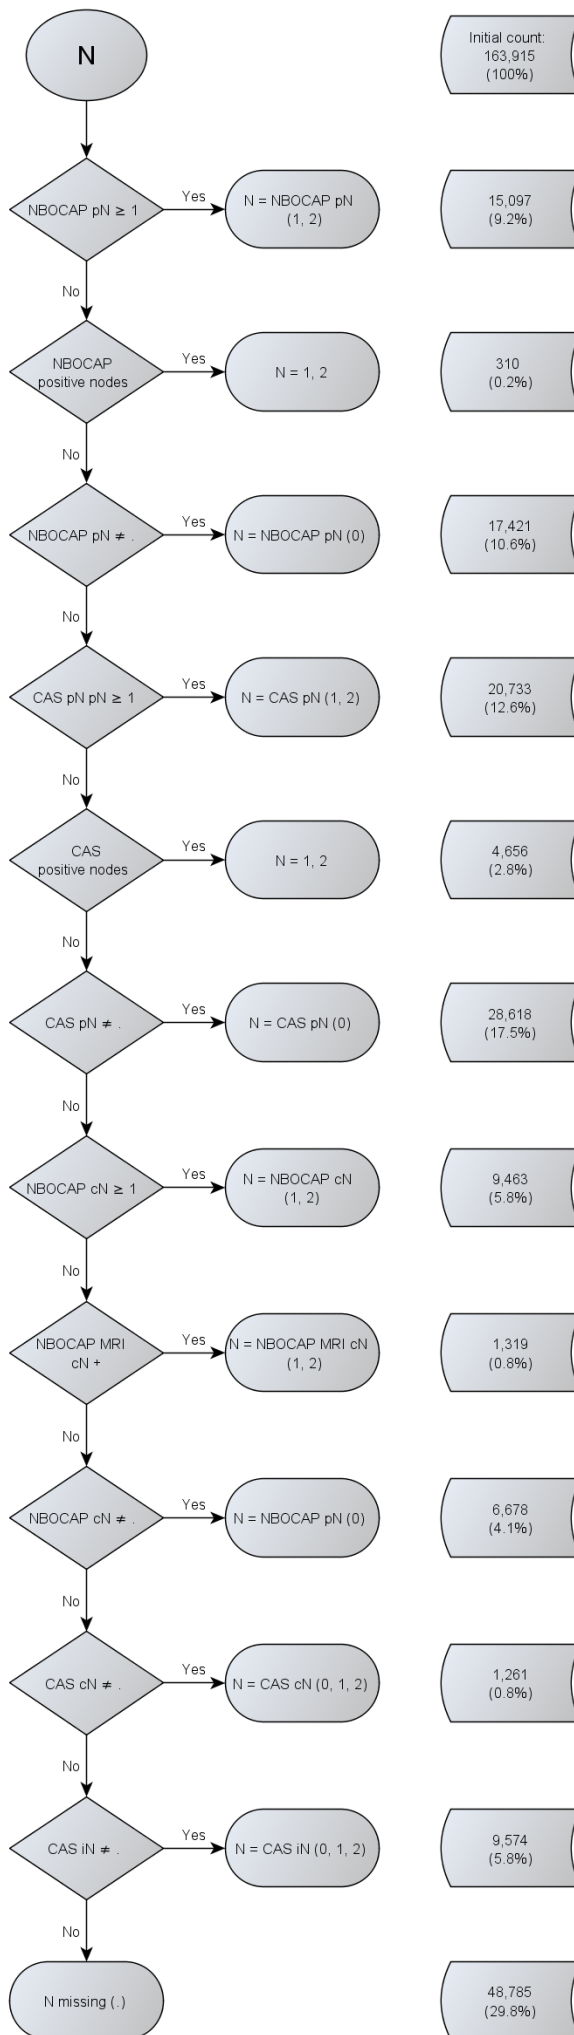 N
Initial count:
163,915
(100%)
NBOCAP pN ≥ 1
Yes
N = NBOCAP pN
(1, 2)
15,097
(9.2%)
No
NBOCAP
positive nodes
Yes
N = 1, 2
310
(0.2%)
No
NBOCAP pN ≠ .
Yes
N = NBOCAP pN (0)
17,421
(10.6%)
No
CAS pN pN ≥ 1
Yes
N = CAS pN (1, 2)
20,733
(12.6%)
No
CAS
positive nodes
Yes
N = 1, 2
4,656
(2.8%)
No
CAS pN ≠ .
Yes
N = CAS pN (0)
28,618
(17.5%)
No
NBOCAP cN ≥ 1
Yes
N = NBOCAP cN
(1, 2)
9,463
(5.8%)
No
NBOCAP MRI
cN +
Yes
N = NBOCAP MRI cN
(1, 2)
1,319
(0.8%)
No
NBOCAP cN ≠ .
Yes
N = NBOCAP pN (0)
6,678
(4.1%)
No
CAS cN ≠ .
Yes
N = CAS cN (0, 1, 2)
1,261
(0.8%)
No
CAS iN ≠ .
Yes
N = CAS iN (0, 1, 2)
9,574
(5.8%)
No
N missing (.)
48,785
(29.8%)